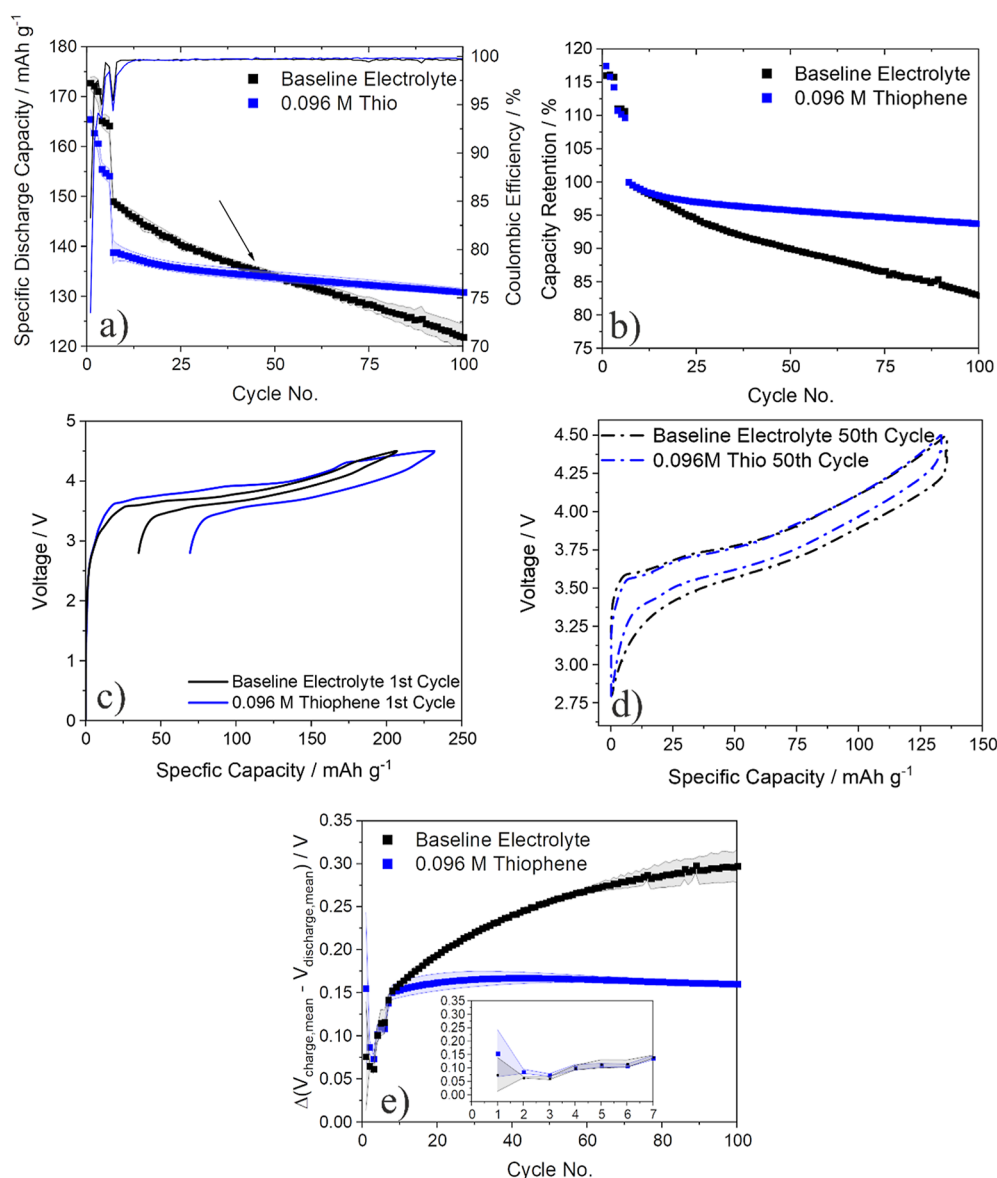 180
170
160
150
140
130
120
Specific Discharge Capacity / mAh g-1
Baseline Electrolyte
0.096 M Thio
100
95
90
85
80
75
70
Coulombic Efficiency / %
a)
0 25 50 75 100
Cycle No.
120
115
110
105
100
95
90
85
80
75
Capacity Retention / %
Baseline Electrolyte
0.096 M Thiophene
b)
0 25 50 75 100
Cycle No.
5
4
3
2
1
0
Voltage / V
Baseline Electrolyte 1st Cycle
0.096 M Thiophene 1st Cycle
c)
0 50 100 150 200 250
Specfic Capacity / mAh g-1
4.50
4.25
4.00
3.75
3.50
3.25
3.00
2.75
Voltage / V
Baseline Electrolyte 50th Cycle
0.096M Thio 50th Cycle
d)
0 25 50 75 100 125 150
Specific Capacity / mAh g-1
0.35
0.30
0.25
0.20
0.15
0.10
0.05
0.00
Δ(Vcharge,mean - Vdischarge,mean) / V
Baseline Electrolyte
0.096 M Thiophene
0.35
0.30
0.25
0.20
0.15
0.10
0.05
0.00
0 1 2 3 4 5 6 7
e)
0 20 40 60 80 100
Cycle No.